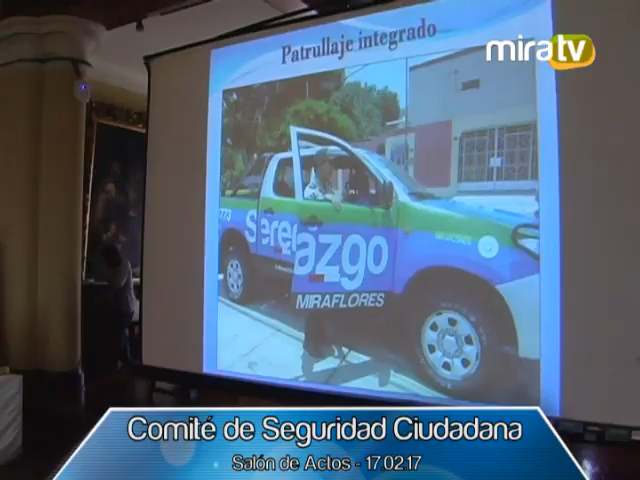 Patrullaje integrado
miratv
773
Serenazgo
MIRAFLORES
Comité de Seguridad Ciudadana
Salón de Actos - 17.02.17